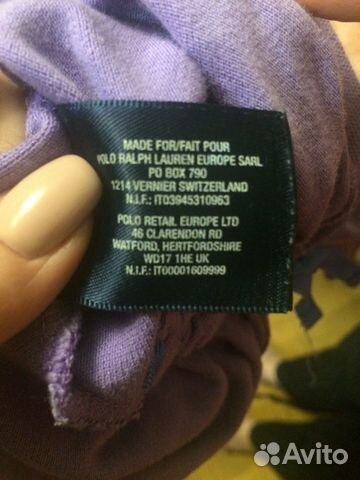 MADE FOR/FAIT POUR
POLO RALPH LAUREN EUROPE SARL
PO BOX 790
1214 VERNIER SWITZERLAND
N.I.F.: IT03945310963
POLO RETAIL EUROPE LTD
46 CLARENDON RD
WATFORD, HERTFORDSHIRE
WD17 1HE UK
N.I.F.: IT00001609999
Avito